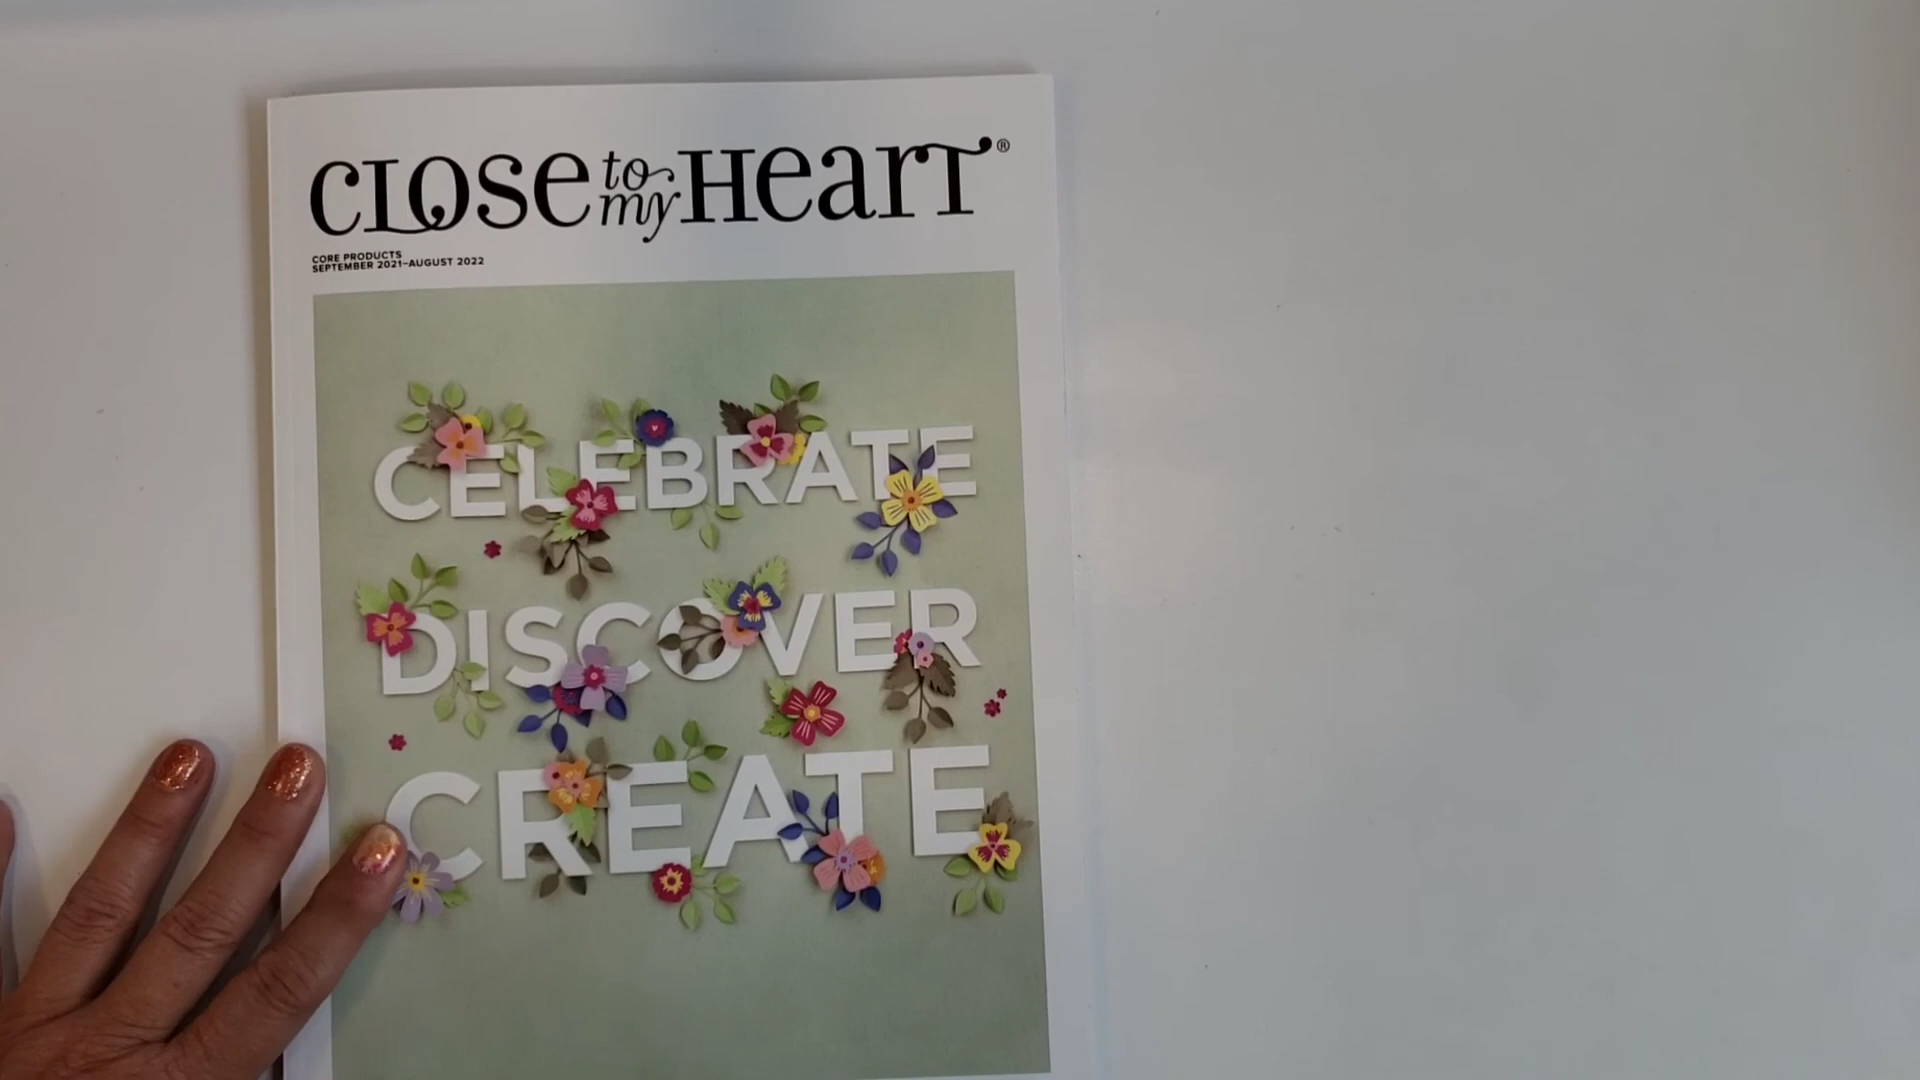 CLOSE to my HEART®
CORE PRODUCTS
SEPTEMBER 2021–AUGUST 2022
CELEBRATE
DISCOVER
CREATE